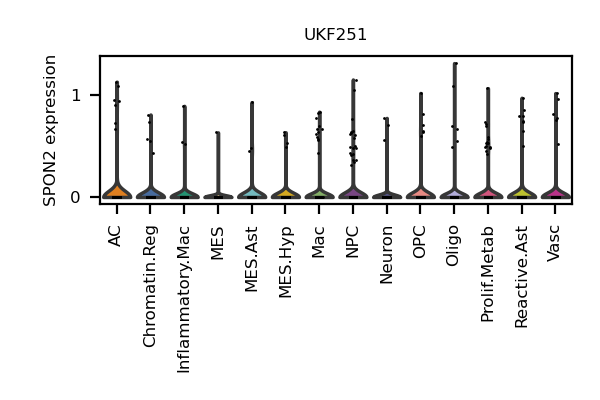 UKF251
SPON2 expression
1
0
AC
Chromatin.Reg
Inflammatory.Mac
MES
MES.Ast
MES.Hyp
Mac
NPC
Neuron
OPC
Oligo
Prolif.Metab
Reactive.Ast
Vasc